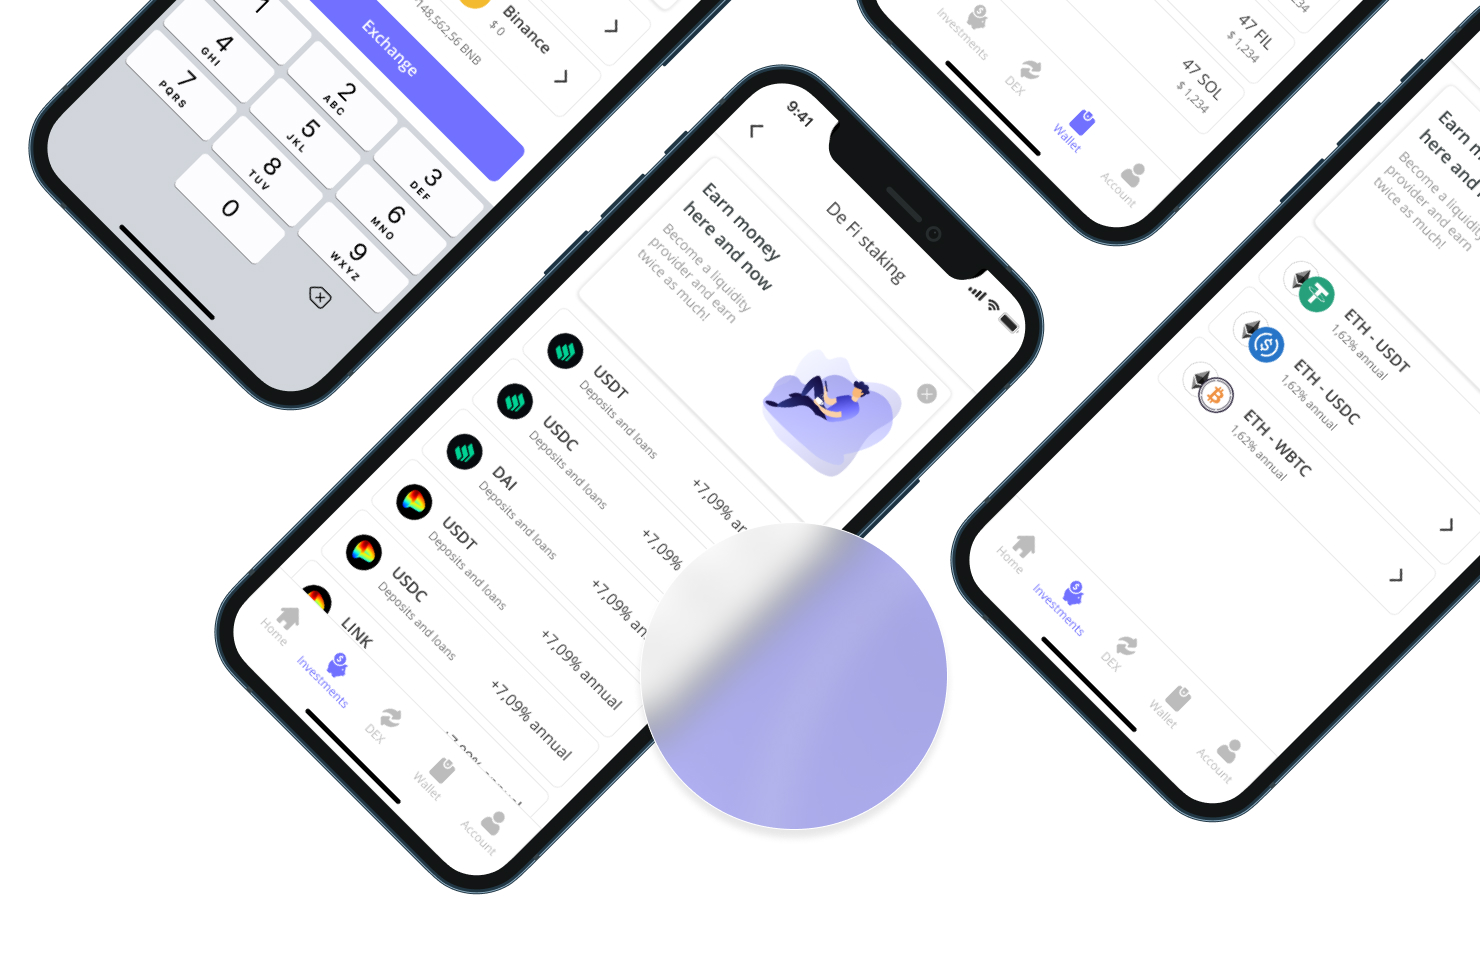 1
4
GHI
7
PQRS
2
ABC
5
JKL
8
TUV
0
3
DEF
6
MNO
9
WXYZ
Exchange
Binance
$ 0
148,562,56 BNB
9:41
De Fi staking
Earn money
here and now
Become a liquidity
provider and earn
twice as much!
USDT
Deposits and loans
+7,09%
USDC
Deposits and loans
+7,09%
DAI
Deposits and loans
+7,09% an
USDT
Deposits and loans
+7,09% annual
USDC
Deposits and loans
+7,09% annual
LINK
Home
Investments
DEX
Wallet
Account
47 FIL
$ 1,234
47 SOL
$ 1,234
Investments
DEX
Wallet
Account
Earn m
here and
Become a liquidity
provider and earn
twice as much!
ETH - USDT
1,62% annual
ETH - USDC
1,62% annual
ETH - WBTC
1,62% annual
Home
Investments
DEX
Wallet
Account